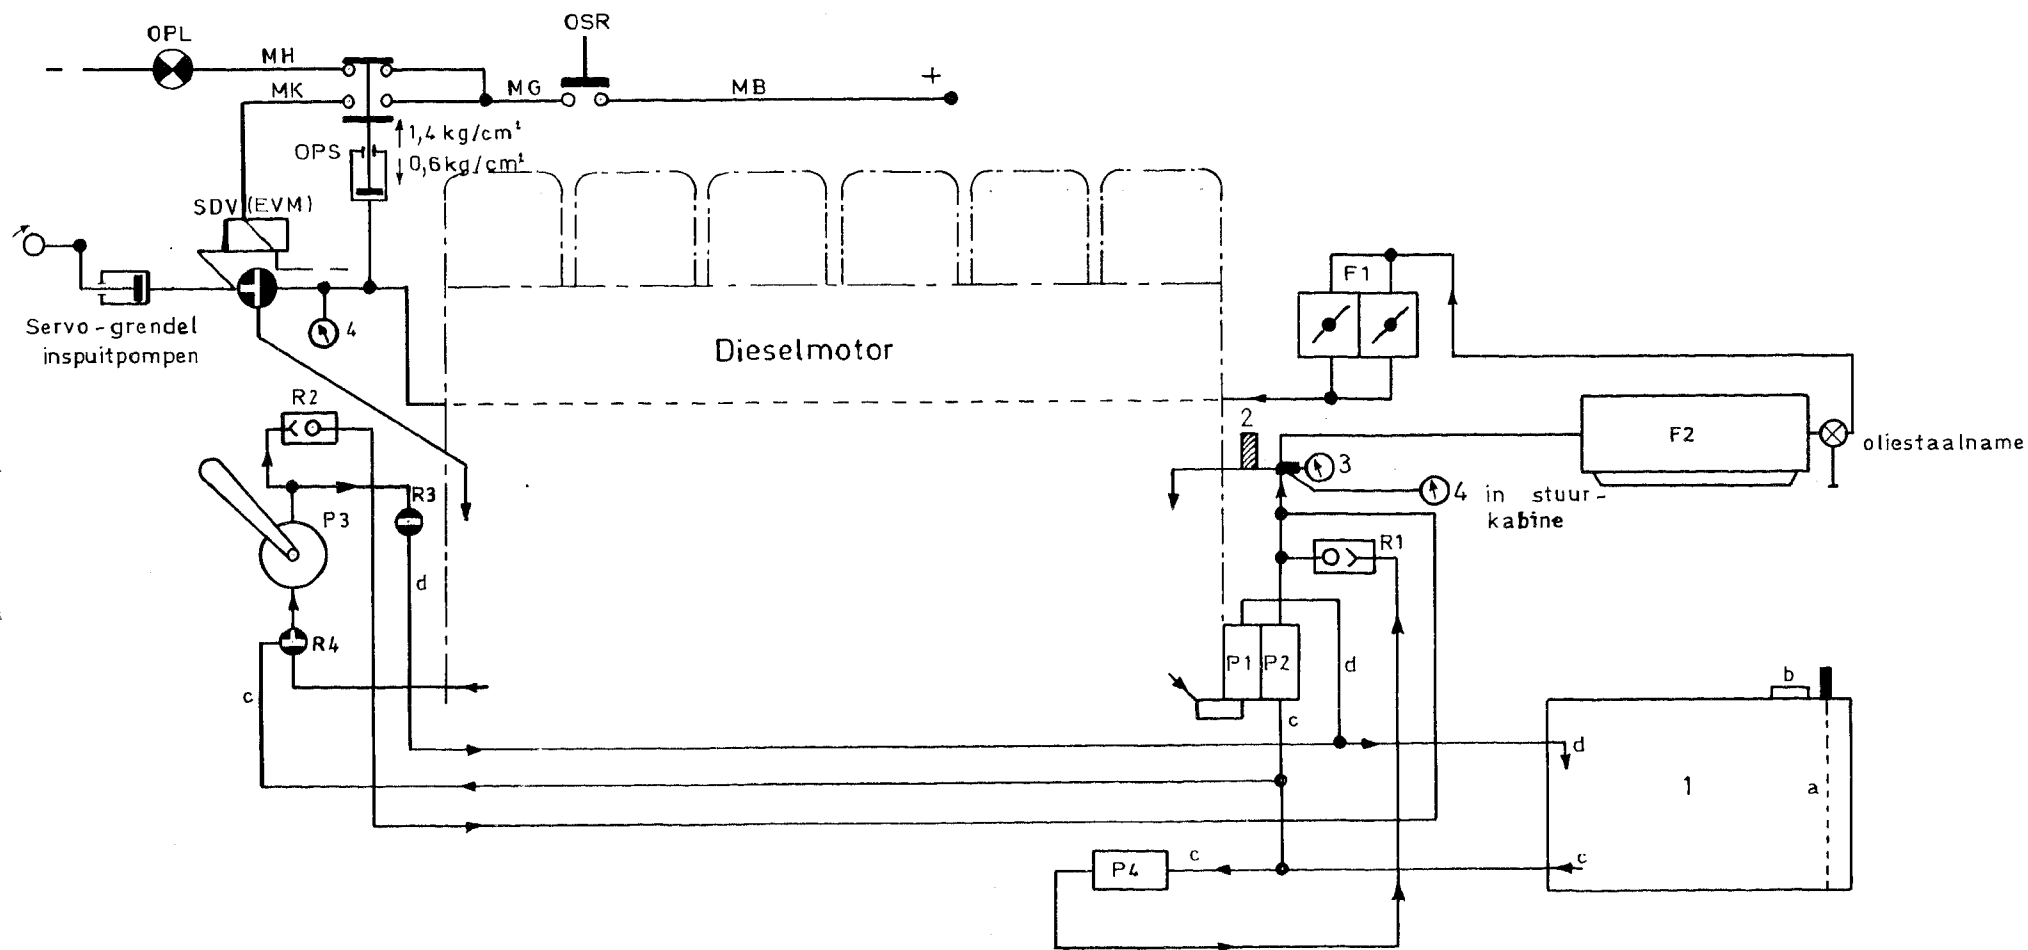 OSR
OPL
MH
MK
MG
MB
+
−
OPS
1,4 kg/cm²
0,6 kg/cm²
SDV (EVM)
4
Servo-grendel
inspuitpompen
Dieselmotor
F1
F2
oliestaalname
2
3
4 in stuur-
kabine
R2
R3
P3
R1
d
R4
c
P1
P2
d
c
b
d
1
a
c
P4
c